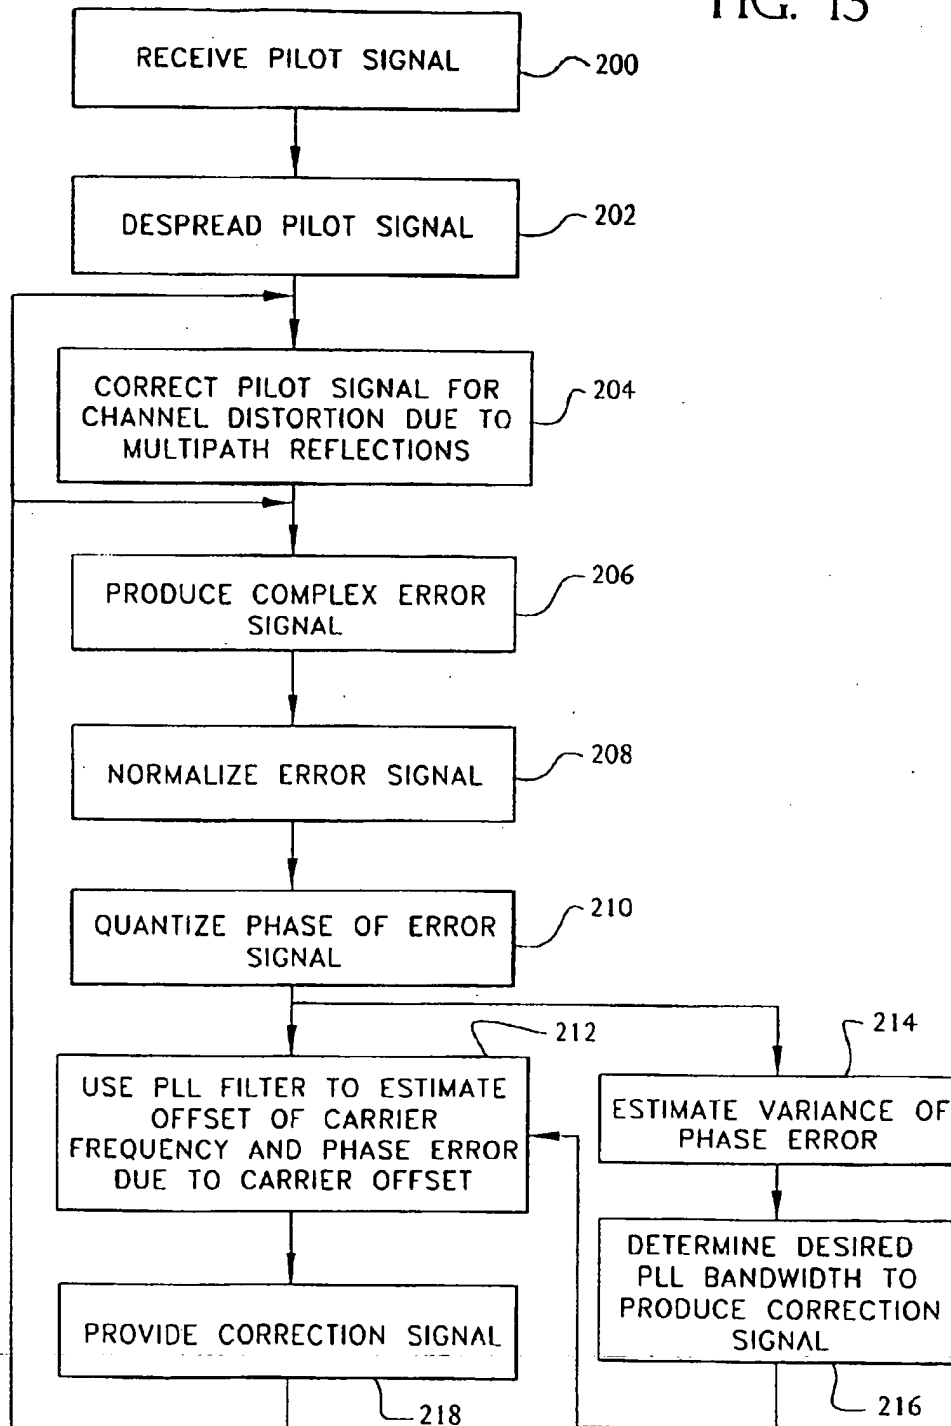 FIG. 13
RECEIVE PILOT SIGNAL
200
DESPREAD PILOT SIGNAL
202
CORRECT PILOT SIGNAL FOR
CHANNEL DISTORTION DUE TO
MULTIPATH REFLECTIONS
204
PRODUCE COMPLEX ERROR
SIGNAL
206
NORMALIZE ERROR SIGNAL
208
QUANTIZE PHASE OF ERROR
SIGNAL
210
212
USE PLL FILTER TO ESTIMATE
OFFSET OF CARRIER
FREQUENCY AND PHASE ERROR
DUE TO CARRIER OFFSET
214
ESTIMATE VARIANCE OF
PHASE ERROR
DETERMINE DESIRED
PLL BANDWIDTH TO
PRODUCE CORRECTION
SIGNAL
216
PROVIDE CORRECTION SIGNAL
218